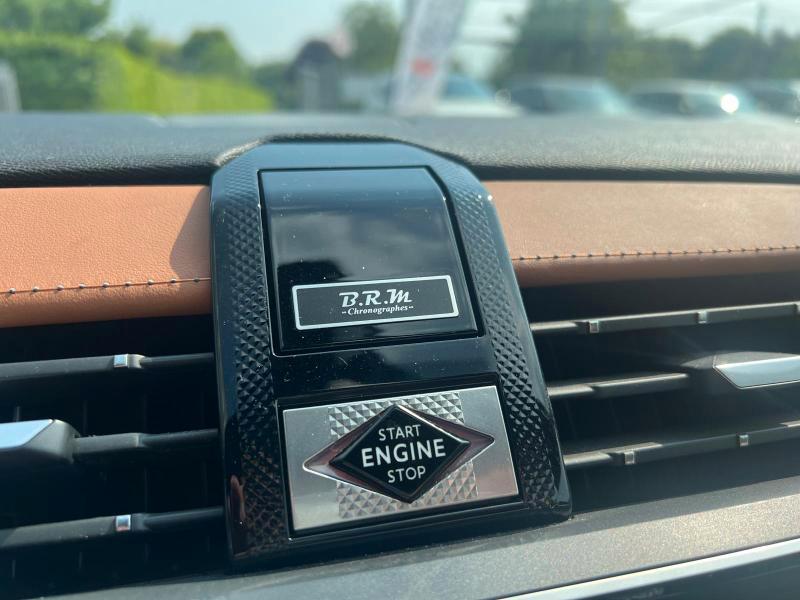 B.R.M
-Chronographes-
START
ENGINE
STOP